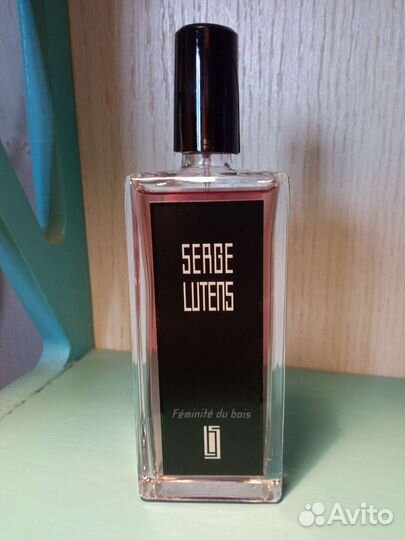 SERGE
LUTENS
Féminité du bois
Avito